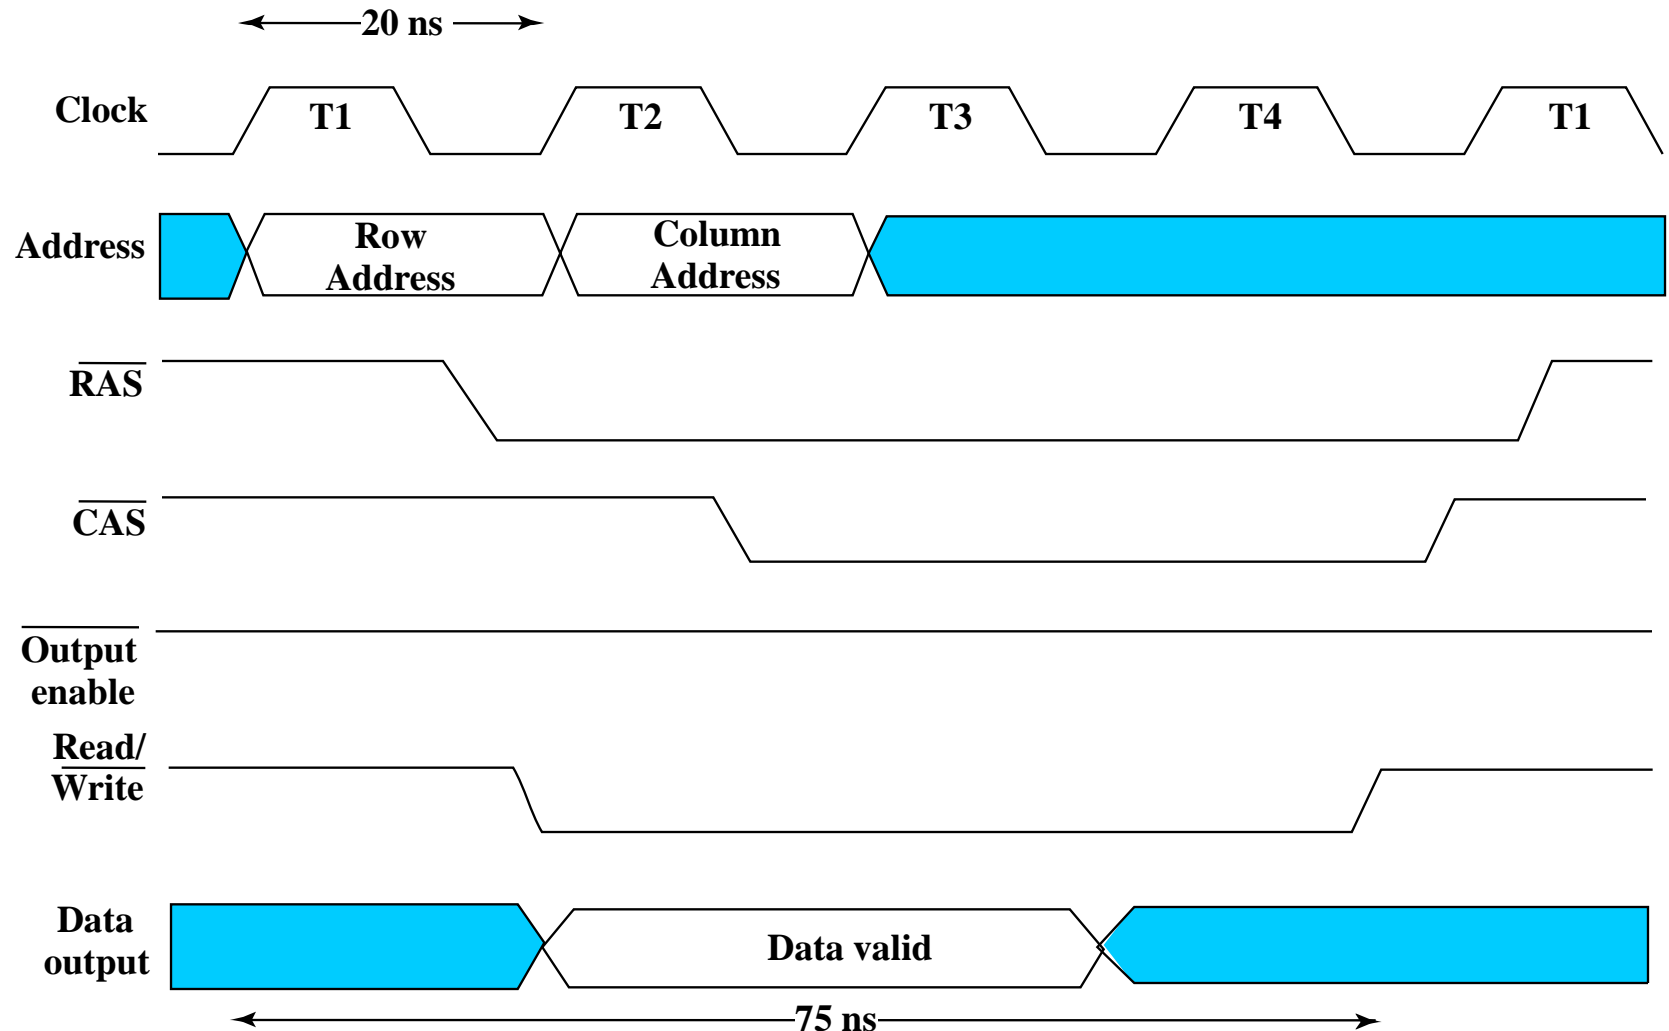 20 ns
Clock
T1
T2
T3
T4
T1
Address
Row
Address
Column
Address
RAS
CAS
Output
enable
Read/
Write
Data
output
Data valid
75 ns